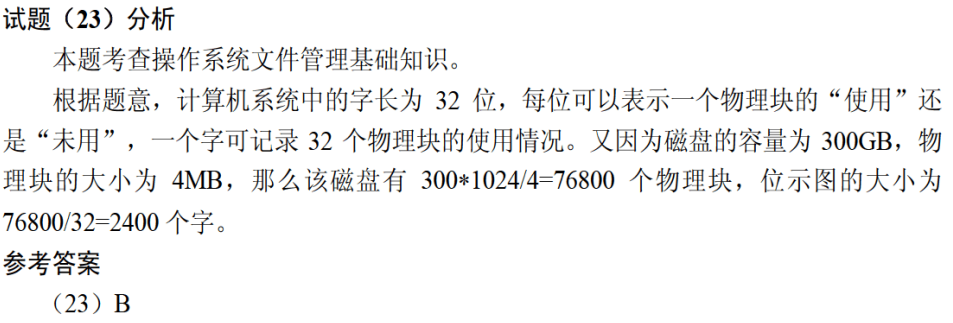 试题（23）分析
本题考查操作系统文件管理基础知识。
根据题意，计算机系统中的字长为 32 位，每位可以表示一个物理块的“使用”还
是“未用”，一个字可记录 32 个物理块的使用情况。又因为磁盘的容量为 300GB，物
理块的大小为 4MB，那么该磁盘有 300*1024/4=76800 个物理块，位示图的大小为
76800/32=2400 个字。
参考答案
（23）B